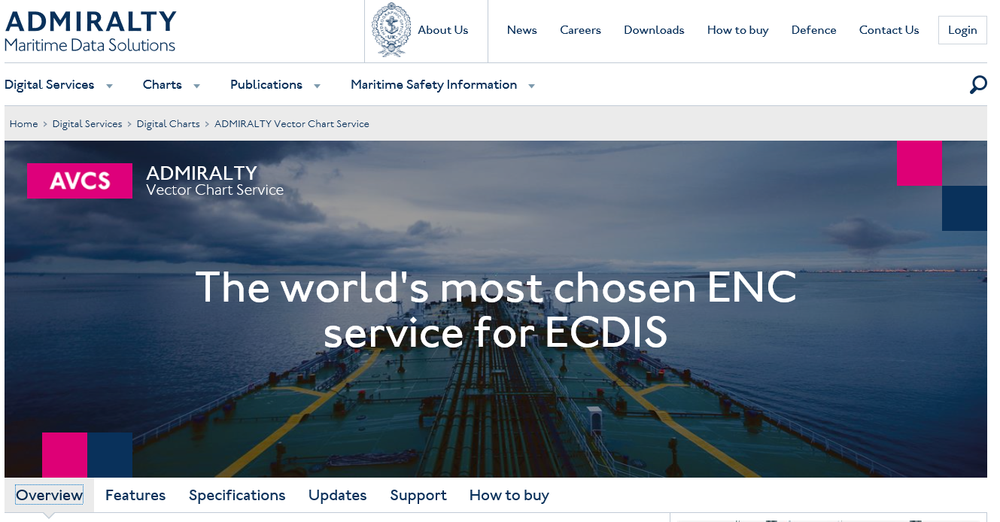 ADMIRALTY
Maritime Data Solutions
About Us
News Careers Downloads How to buy Defence Contact Us Login
Digital Services Charts Publications Maritime Safety Information
Home > Digital Services > Digital Charts > ADMIRALTY Vector Chart Service
AVCS
ADMIRALTY
Vector Chart Service
The world's most chosen ENC
service for ECDIS
Overview Features Specifications Updates Support How to buy